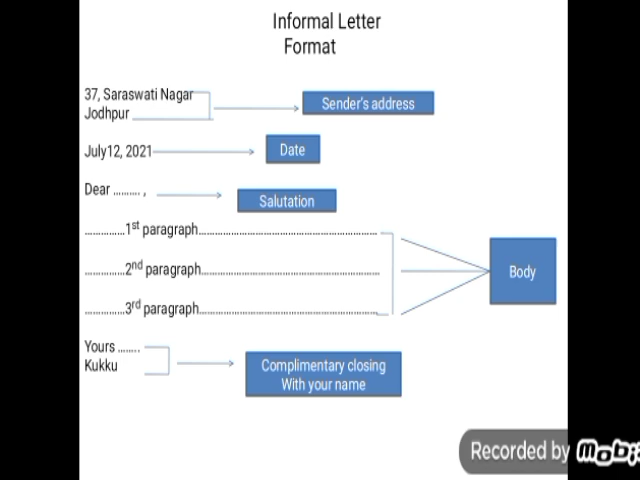 Informal Letter
Format
37, Saraswati Nagar
Jodhpur
Sender's address
July12, 2021
Date
Dear .......... ,
Salutation
..............1st paragraph..............................................................
..............2nd paragraph..............................................................
..............3rd paragraph..............................................................
Body
Yours ........
Kukku
Complimentary closing
With your name
Recorded by